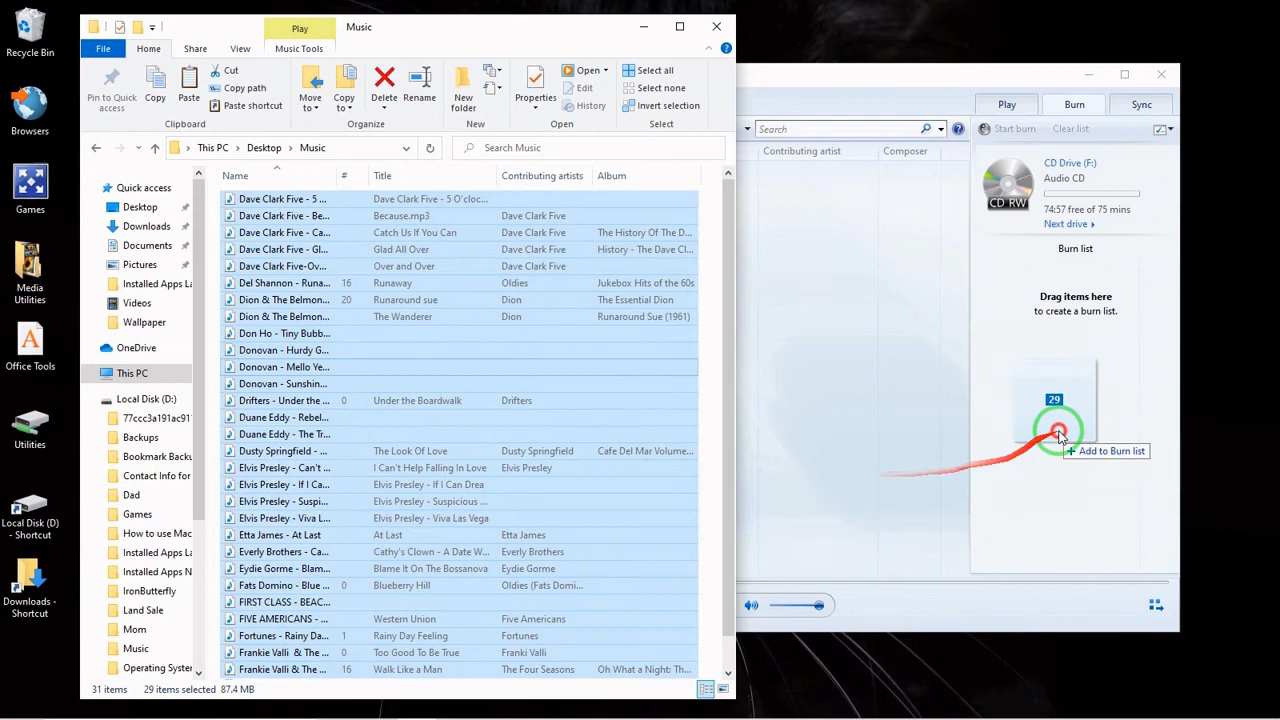 Recycle Bin
Browsers
Games
Media
Utilities
Office Tools
Utilities
Local Disk (D)
- Shortcut
Downloads -
Shortcut
Play
Music
File
Home
Share
View
Music Tools
Pin to Quick
access
Copy
Paste
Cut
Copy path
Paste shortcut
Clipboard
Move
to
Copy
to
Delete
Rename
Organize
New
folder
New
Properties
Open
Edit
History
Open
Select all
Select none
Invert selection
Select
This PC > Desktop > Music
Search Music
Quick access
Desktop
Downloads
Documents
Pictures
Installed Apps La
Videos
Wallpaper
OneDrive
This PC
Local Disk (D:)
77ccc3a191ac91
Backups
Bookmark Backu
Contact Info for
Dad
Games
How to use Mac
Installed Apps La
Installed Apps N
IronButterfly
Land Sale
Mom
Music
Operating Syste
Name # Title Contributing artists Album
Dave Clark Five - 5 ... Dave Clark Five - 5 O'cloc...
Dave Clark Five - Be... Because.mp3 Dave Clark Five
Dave Clark Five - Ca... Catch Us If You Can Dave Clark Five The History Of The D...
Dave Clark Five - Gl... Glad All Over Dave Clark Five History - The Dave Cl...
Dave Clark Five-Ov... Over and Over Dave Clark Five
Del Shannon - Runa... 16 Runaway Oldies Jukebox Hits of the 60s
Dion & The Belmon... 20 Runaround sue Dion The Essential Dion
Dion & The Belmon... The Wanderer Dion Runaround Sue (1961)
Don Ho - Tiny Bubb...
Donovan - Hurdy G...
Donovan - Mello Ye...
Donovan - Sunshin...
Drifters - Under the ... 0 Under the Boardwalk Drifters
Duane Eddy - Rebel...
Duane Eddy - The Tr...
Dusty Springfield - ... The Look Of Love Dusty Springfield Cafe Del Mar Volume...
Elvis Presley - Can't ... I Can't Help Falling In Love Elvis Presley
Elvis Presley - If I Ca... Elvis Presley - If I Can Drea
Elvis Presley - Suspi... Elvis Presley - Suspicious ...
Elvis Presley - Viva L... Elvis Presley - Viva Las Vegas
Etta James - At Last At Last Etta James
Everly Brothers - Ca... Cathy's Clown - A Date W... Everly Brothers
Eydie Gorme - Blam... Blame It On The Bossanova Eydie Gorme
Fats Domino - Blue ... 0 Blueberry Hill Oldies (Fats Domi...
FIRST CLASS - BEAC...
FIVE AMERICANS - ... Western Union Five Americans
Fortunes - Rainy Da... 1 Rainy Day Feeling Fortunes
Frankie Valli & The ... 0 Too Good To Be True Frankie Valli
Frankie Valli & The ... 16 Walk Like a Man The Four Seasons Oh What a Night: Th...
31 items 29 items selected 87.4 MB
Play
Burn
Sync
Search
Start burn
Clear list
Contributing artist
Composer
CD RW
CD Drive (F:)
Audio CD
74:57 free of 75 mins
Next drive
Burn list
Drag items here
to create a burn list.
29
+ Add to Burn list